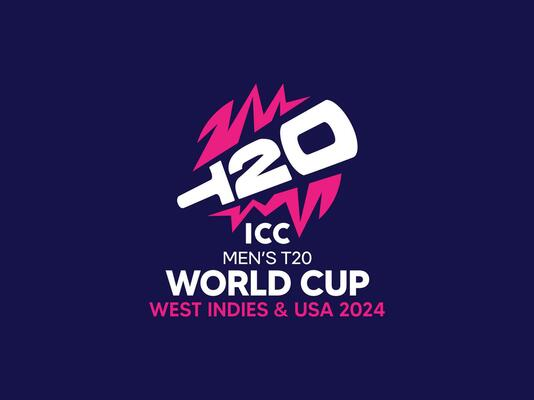 T20
ICC
MEN'S T20
WORLD CUP
WEST INDIES & USA 2024